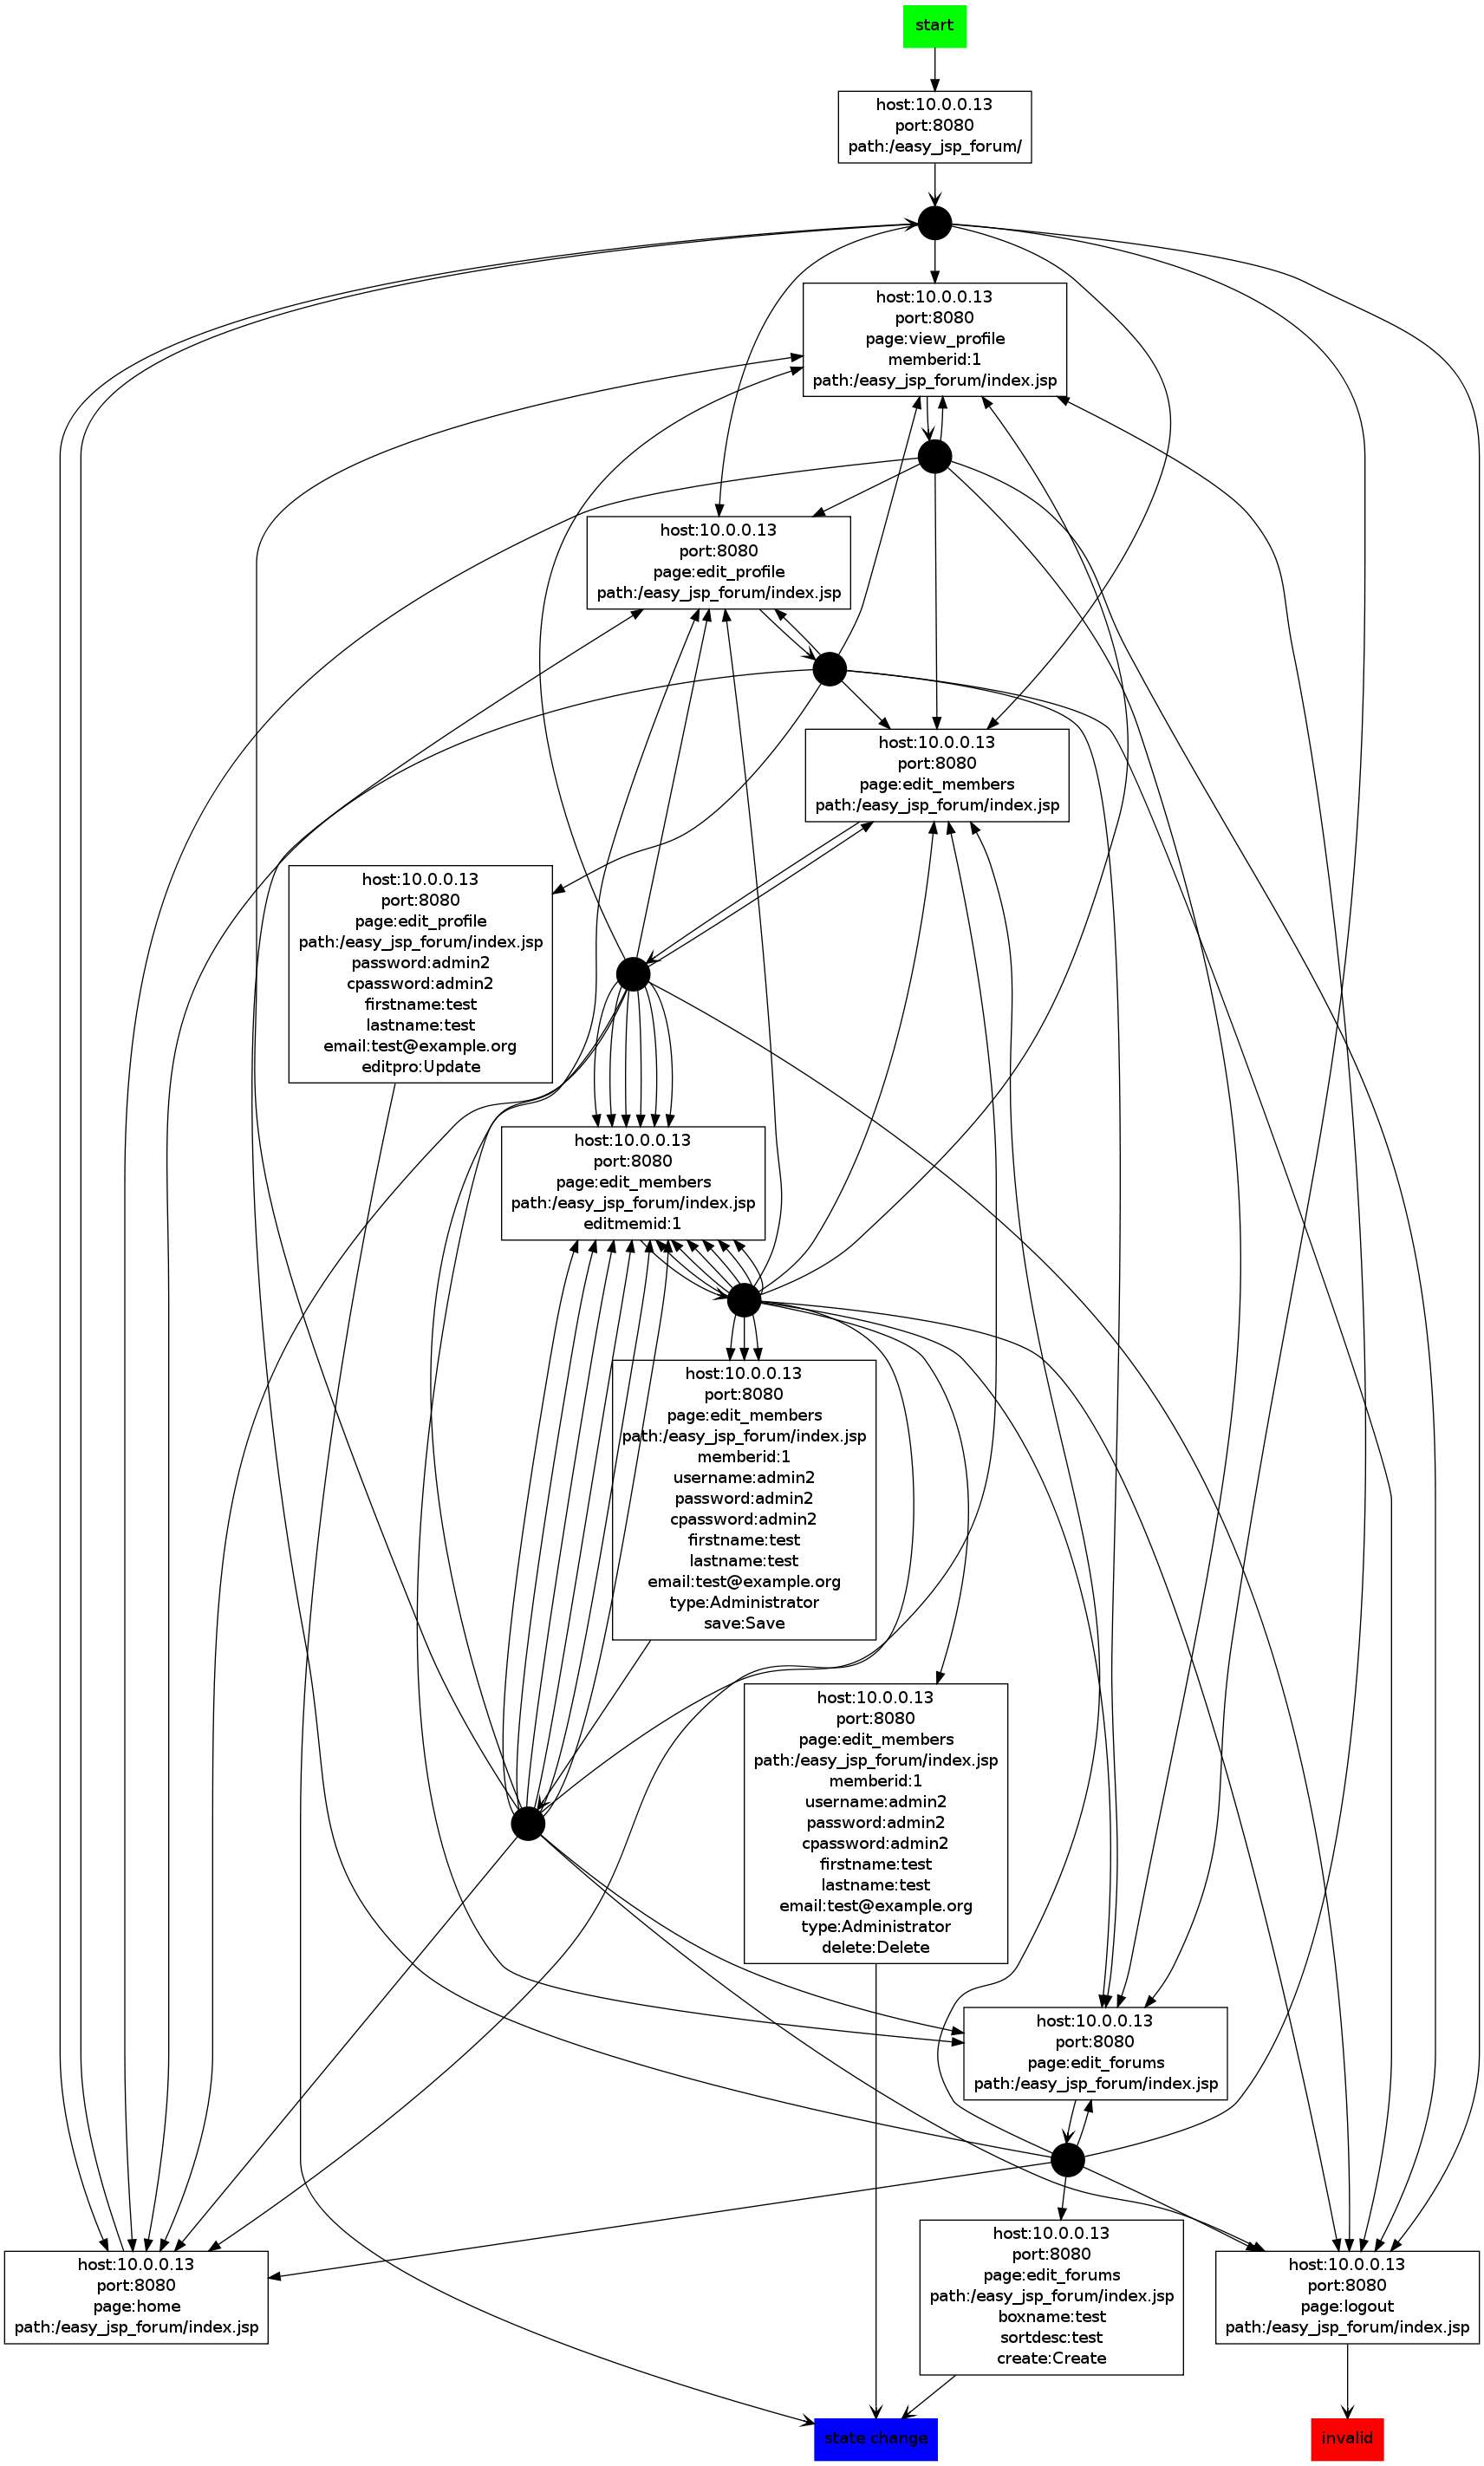 start
host:10.0.0.13
port:8080
path:/easy_jsp_forum/
host:10.0.0.13
port:8080
page:view_profile
memberid:1
path:/easy_jsp_forum/index.jsp
host:10.0.0.13
port:8080
page:edit_profile
path:/easy_jsp_forum/index.jsp
host:10.0.0.13
port:8080
page:edit_members
path:/easy_jsp_forum/index.jsp
host:10.0.0.13
port:8080
page:edit_profile
path:/easy_jsp_forum/index.jsp
password:admin2
cpassword:admin2
firstname:test
lastname:test
email:test@example.org
editpro:Update
host:10.0.0.13
port:8080
page:edit_members
path:/easy_jsp_forum/index.jsp
editmemid:1
host:10.0.0.13
port:8080
page:edit_members
path:/easy_jsp_forum/index.jsp
memberid:1
username:admin2
password:admin2
cpassword:admin2
firstname:test
lastname:test
email:test@example.org
type:Administrator
save:Save
host:10.0.0.13
port:8080
page:edit_members
path:/easy_jsp_forum/index.jsp
memberid:1
username:admin2
password:admin2
cpassword:admin2
firstname:test
lastname:test
email:test@example.org
type:Administrator
delete:Delete
host:10.0.0.13
port:8080
page:edit_forums
path:/easy_jsp_forum/index.jsp
host:10.0.0.13
port:8080
page:home
path:/easy_jsp_forum/index.jsp
host:10.0.0.13
port:8080
page:edit_forums
path:/easy_jsp_forum/index.jsp
boxname:test
sortdesc:test
create:Create
host:10.0.0.13
port:8080
page:logout
path:/easy_jsp_forum/index.jsp
state change
invalid